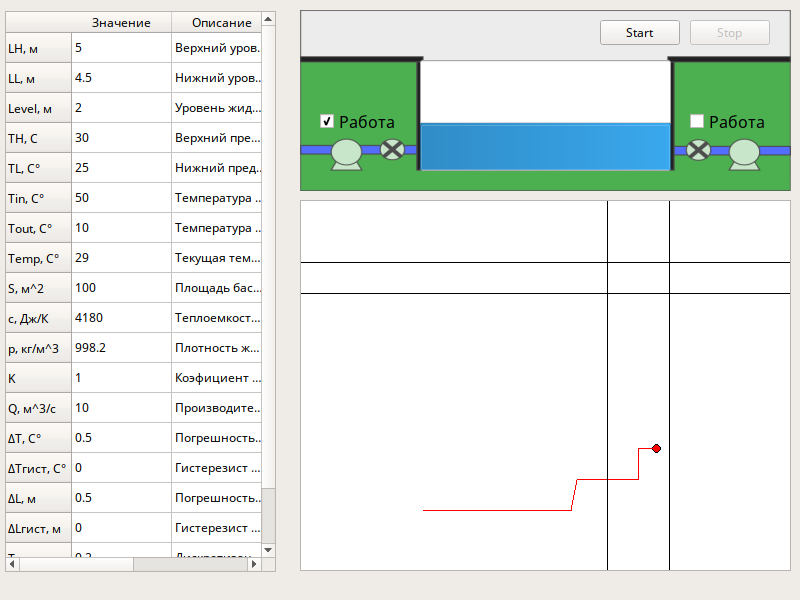 Значение Описание
LH, м 5 Верхний уров.
LL, м 4.5 Нижний уров...
Level, м 2 Уровень жид...
TH, C 30 Верхний пре...
TL, C° 25 Нижний пред...
Tin, C° 50 Температура ..
Tout, C° 10 Температура ..
Temp, C° 29 Текущая тем...
S, м^2 100 Площадь бас...
c, Дж/К 4180 Теплоемкост...
p, кг/м^3 998.2 Плотность ж...
K 1 Коэфициент ...
Q, м^3/с 10 Производите..
ΔT, C° 0.5 Погрешность..
ΔTгист, C° 0 Гистерезист ...
ΔL, м 0.5 Погрешность..
ΔLгист, м 0 Гистерезист ...
Start Stop
Работа Работа